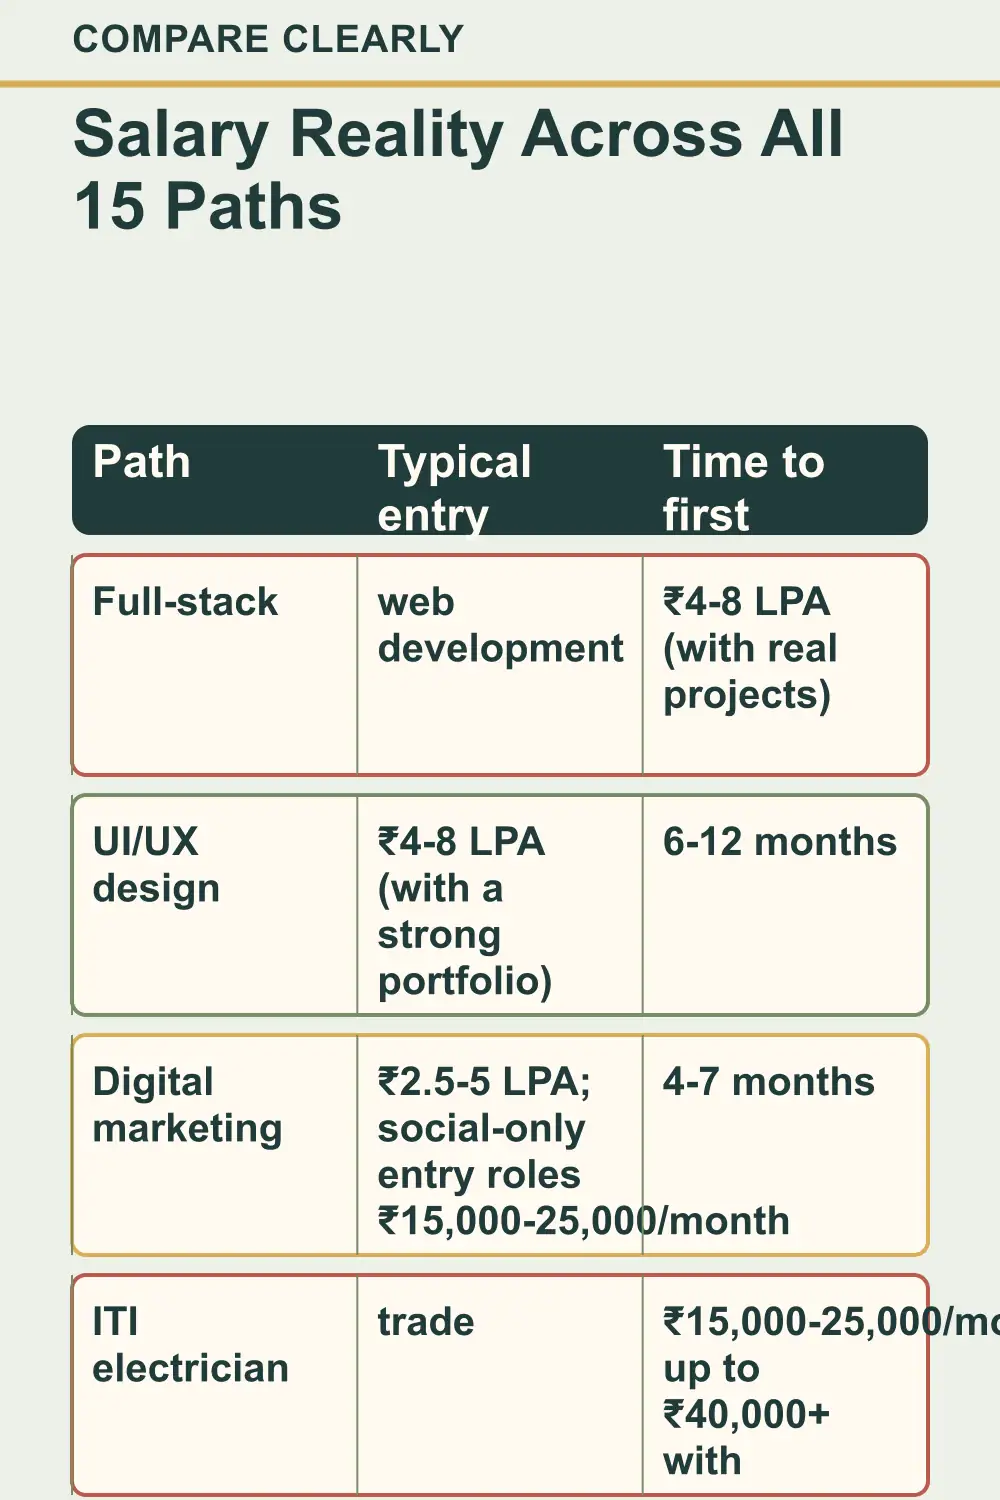 COMPARE CLEARLY
Salary Reality Across All
15 Paths
Path
Typical
entry
Time to
first
Full-stack
web
development
₹4-8 LPA
(with real
projects)
UI/UX
design
₹4-8 LPA
(with a
strong
portfolio)
6-12 months
Digital
marketing
₹2.5-5 LPA;
social-only
entry roles
₹15,000-25,000/month
4-7 months
ITI
electrician
trade
₹15,000-25,000/mo
up to
₹40,000+
with